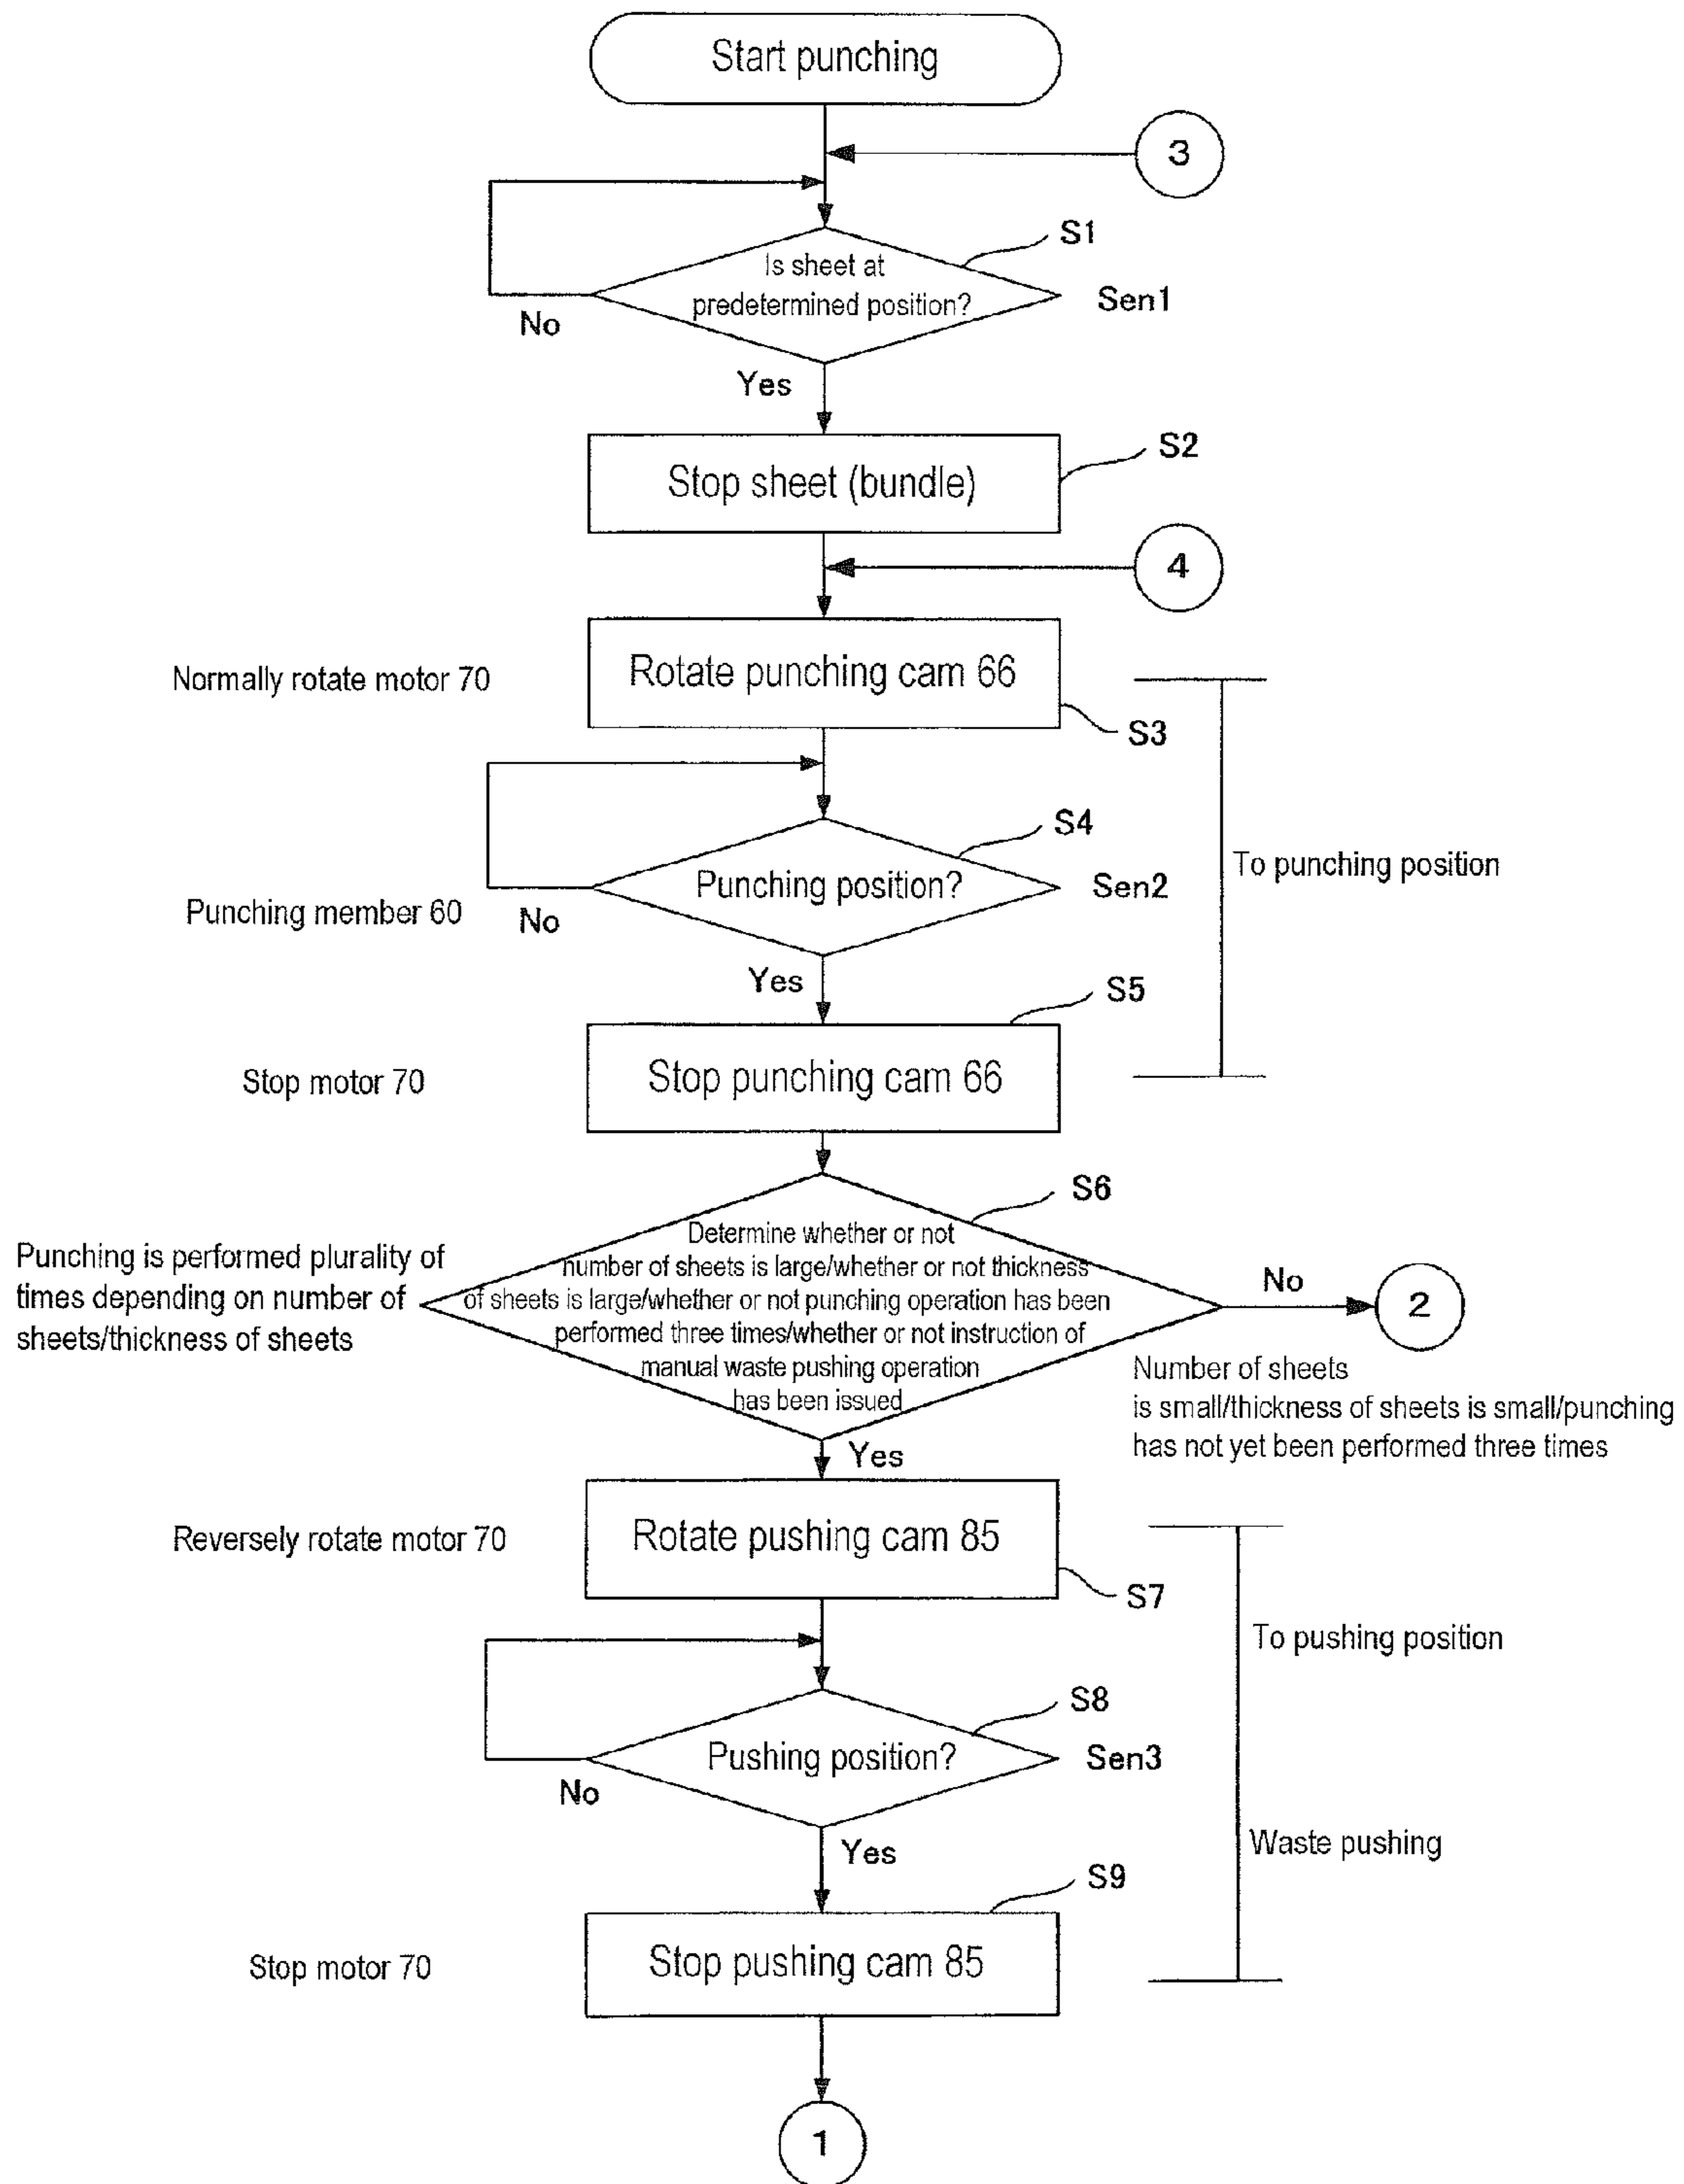 Start punching
3
S1
Is sheet at
predetermined position?
Sen1
No
Yes
S2
Stop sheet (bundle)
4
Normally rotate motor 70
Rotate punching cam 66
S3
S4
Punching position?
Sen2
To punching position
Punching member 60
No
Yes
S5
Stop motor 70
Stop punching cam 66
S6
Punching is performed plurality of
times depending on number of
sheets/thickness of sheets
Determine whether or not
number of sheets is large/whether or not thickness
of sheets is large/whether or not punching operation has been
performed three times/whether or not instruction of
manual waste pushing operation
has been issued
No
2
Number of sheets
is small/thickness of sheets is small/punching
has not yet been performed three times
Yes
Reversely rotate motor 70
Rotate pushing cam 85
S7
To pushing position
S8
Pushing position?
Sen3
No
Waste pushing
Yes
S9
Stop motor 70
Stop pushing cam 85
1